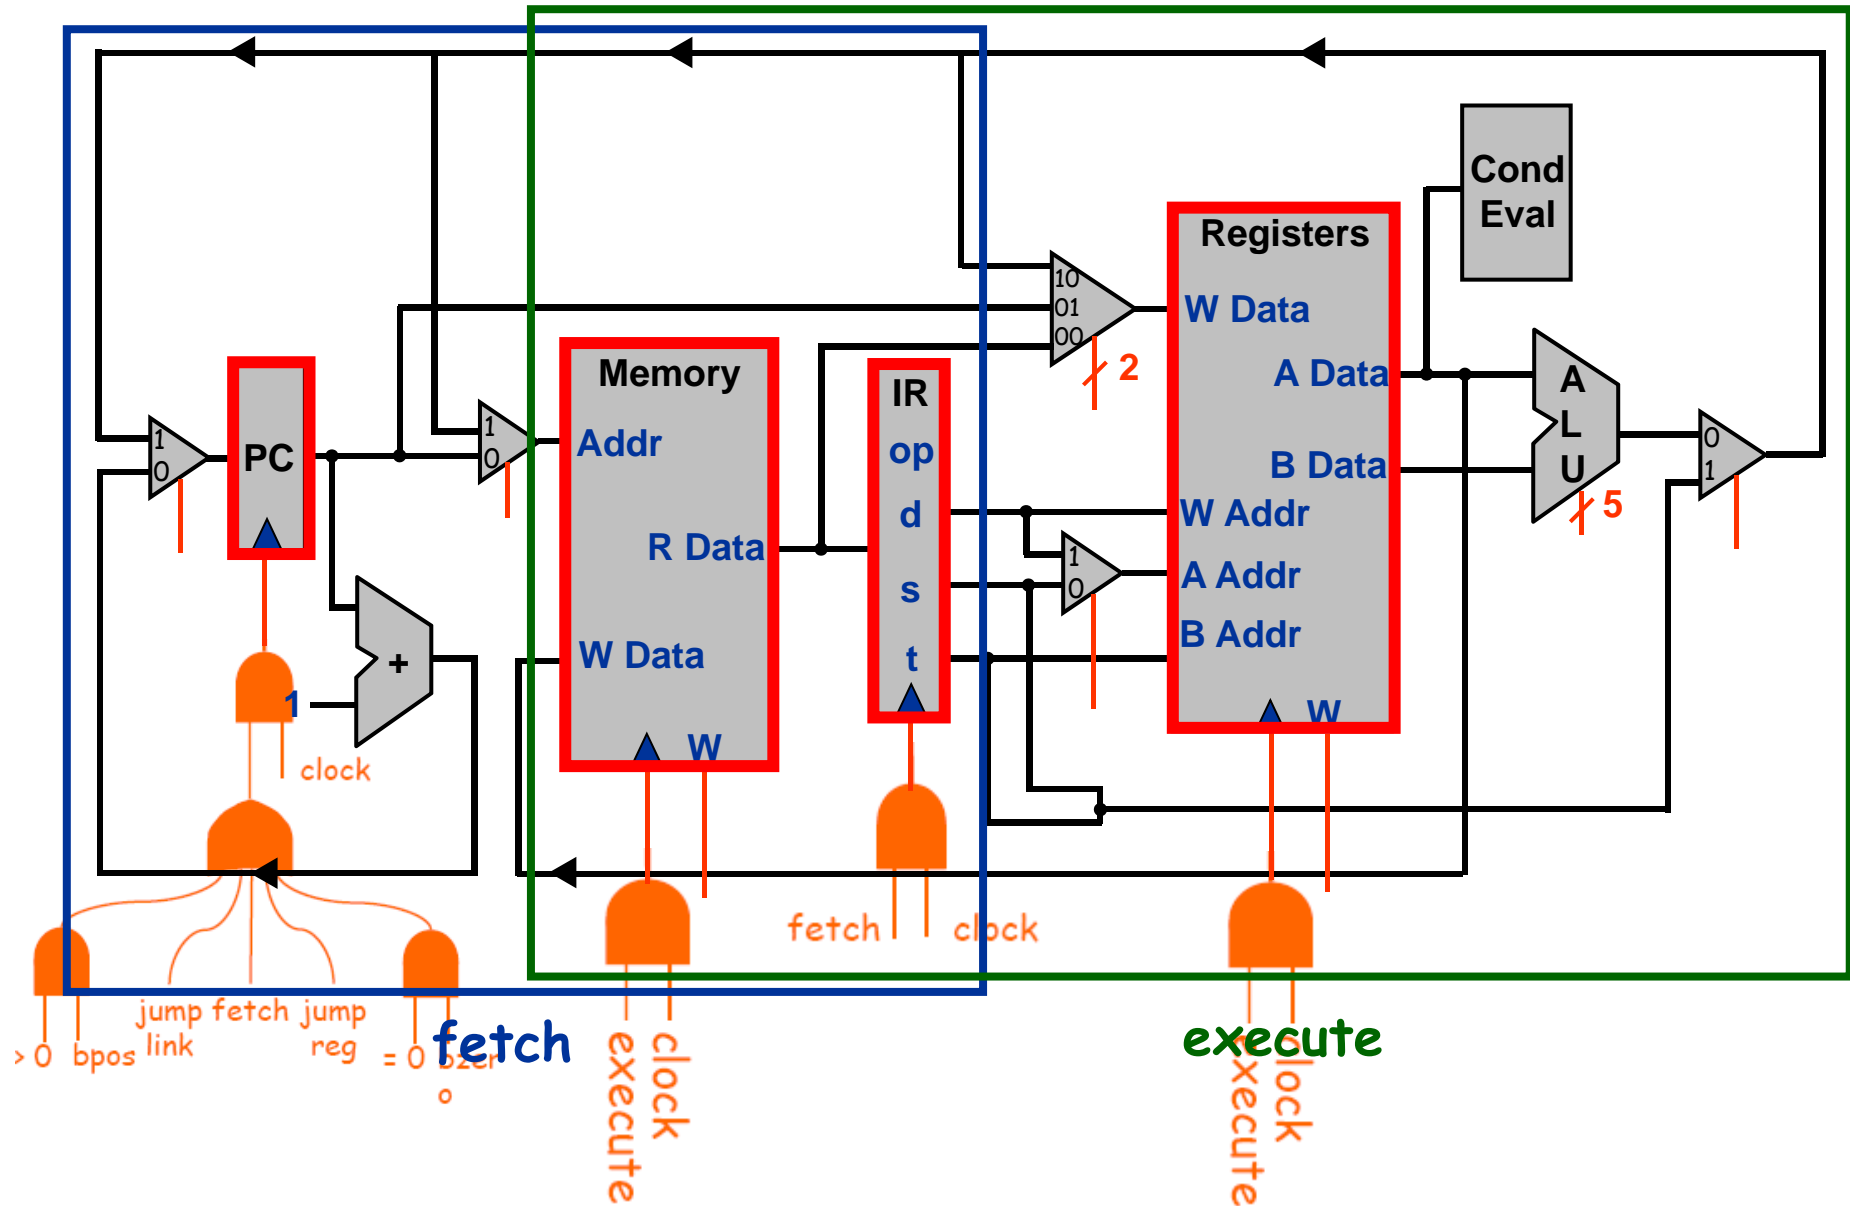 Cond
Eval
Registers
10
01
00
W Data
2
Memory
IR
A Data
A
L
U
1
0
PC
1
0
Addr
op
0
1
B Data
5
d
W Addr
R Data
1
0
s
A Addr
W Data
t
B Addr
+
1
W
W
clock
fetch
clock
jump
link
fetch
jump
reg
> 0
bpos
= 0
bzer
o
fetch
execute
clock
execute
execute
clock